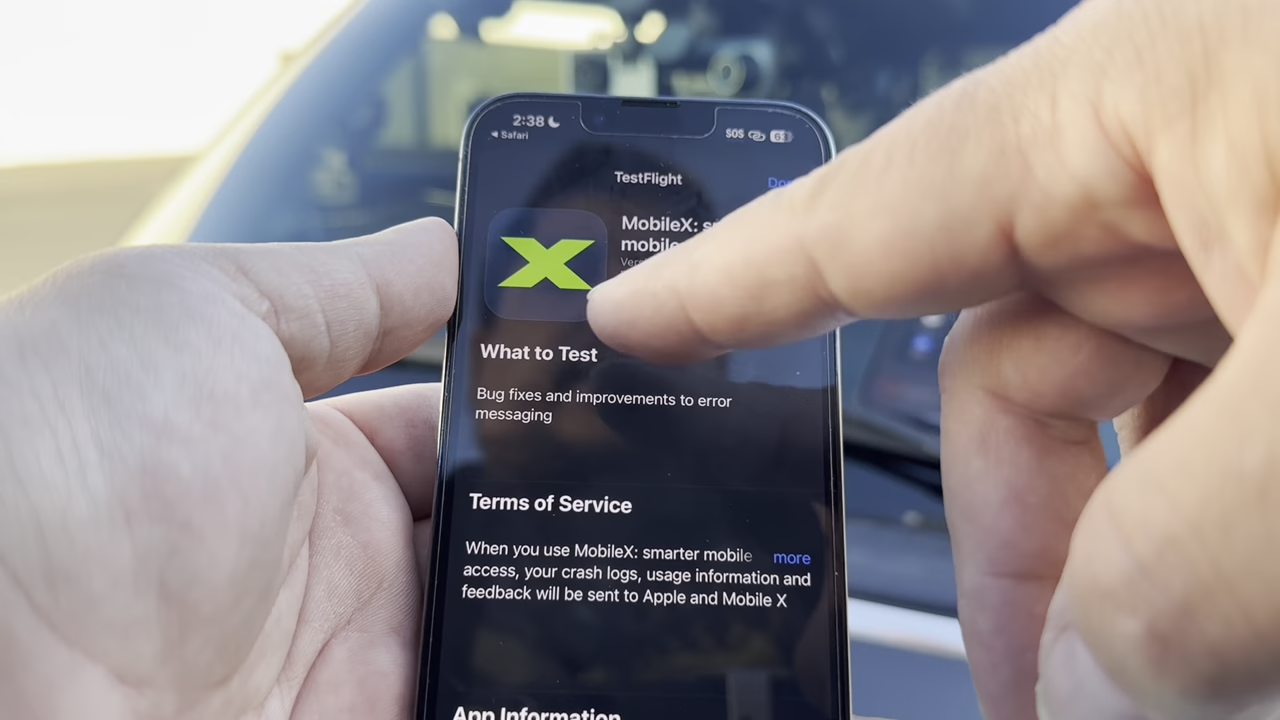 2:38
Safari
SOS 63
TestFlight
MobileX:
mobile
What to Test
Bug fixes and improvements to error
messaging
Terms of Service
When you use MobileX: smarter mobile more
access, your crash logs, usage information and
feedback will be sent to Apple and Mobile X
App Information